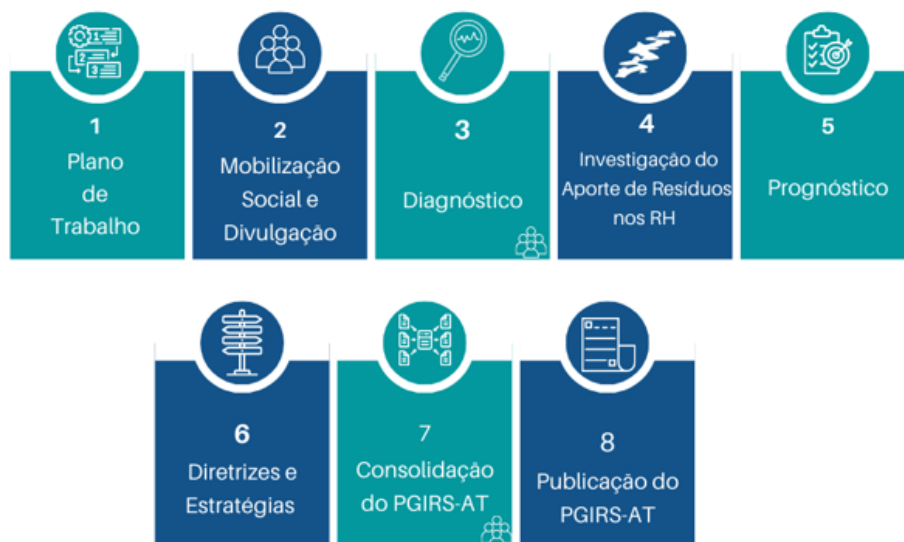 1
Plano
de
Trabalho
2
Mobilização
Social e
Divulgação
3
Diagnóstico
4
Investigação do
Aporte de Resíduos
nos RH
5
Prognóstico
6
Diretrizes e
Estratégias
7
Consolidação
do PGIRS-AT
8
Publicação do
PGIRS-AT